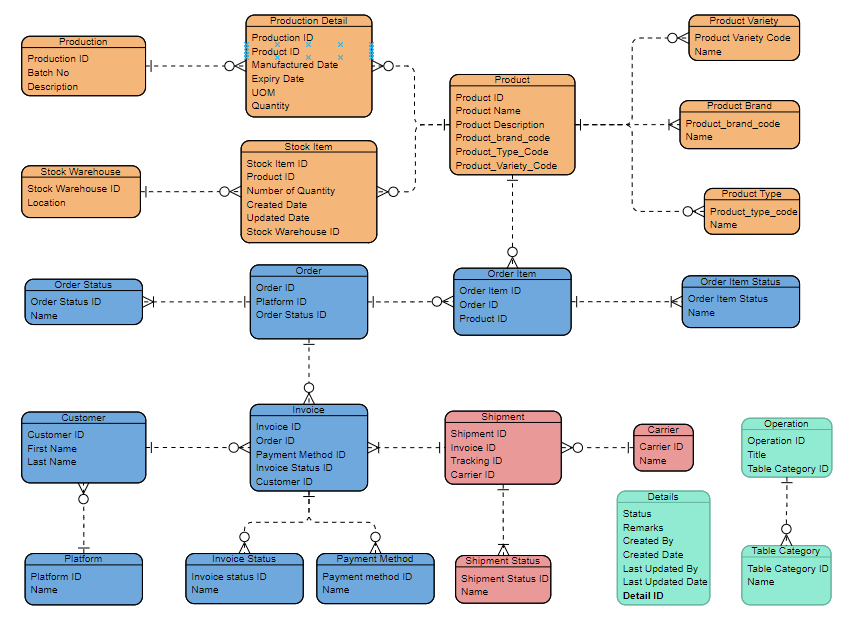 Production
Production ID
Batch No
Description
Production Detail
Production ID
Product ID
Manufactured Date
Expiry Date
UOM
Quantity
Product
Product ID
Product Name
Product Description
Product_brand_code
Product_Type_Code
Product_Variety_Code
Product Variety
Product Variety Code
Name
Product Brand
Product_brand_code
Name
Product Type
Product_type_code
Name
Stock Warehouse
Stock Warehouse ID
Location
Stock Item
Stock Item ID
Product ID
Number of Quantity
Created Date
Updated Date
Stock Warehouse ID
Order Status
Order Status ID
Name
Order
Order ID
Platform ID
Order Status ID
Order Item
Order Item ID
Order ID
Product ID
Order Item Status
Order Item Status
Name
Customer
Customer ID
First Name
Last Name
Invoice
Invoice ID
Order ID
Payment Method ID
Invoice Status ID
Customer ID
Shipment
Shipment ID
Invoice ID
Tracking ID
Carrier ID
Carrier
Carrier ID
Name
Operation
Operation ID
Title
Table Category ID
Platform
Platform ID
Name
Invoice Status
Invoice status ID
Name
Payment Method
Payment method ID
Name
Shipment Status
Shipment Status ID
Name
Details
Status
Remarks
Created By
Created Date
Last Updated By
Last Updated Date
Detail ID
Table Category
Table Category ID
Name